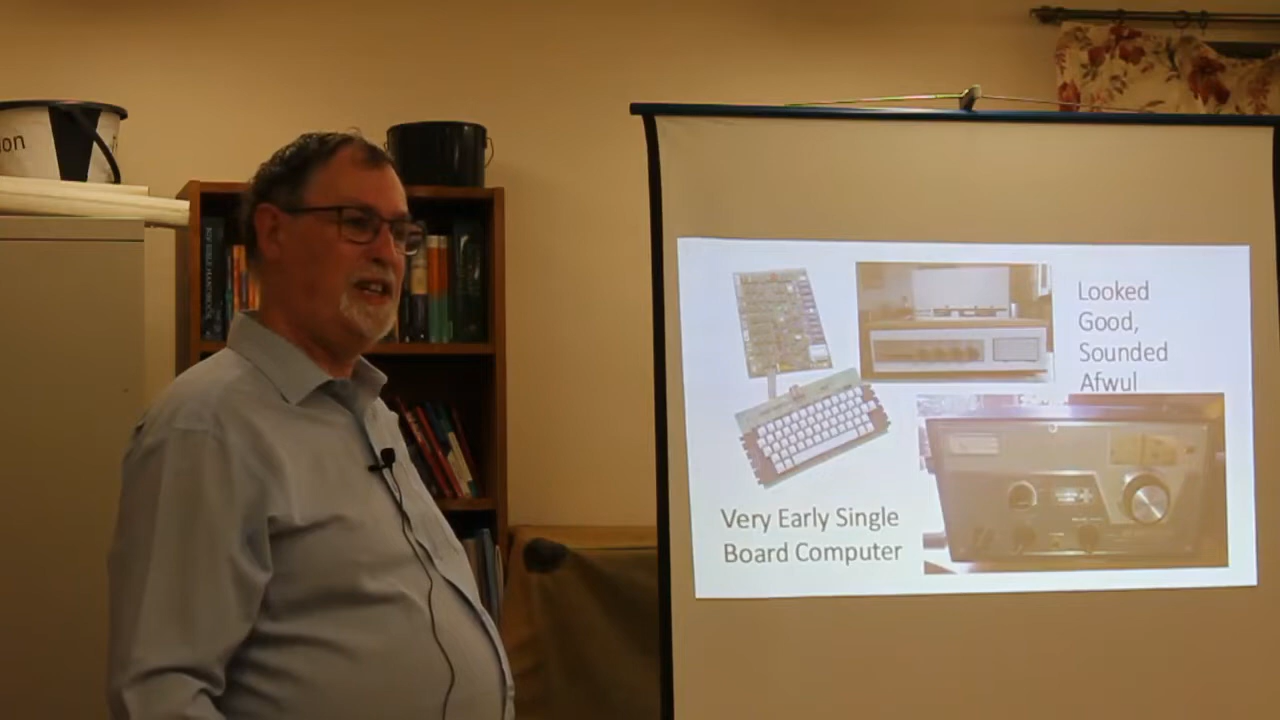 on
Looked
Good,
Sounded
Afwul
Very Early Single
Board Computer